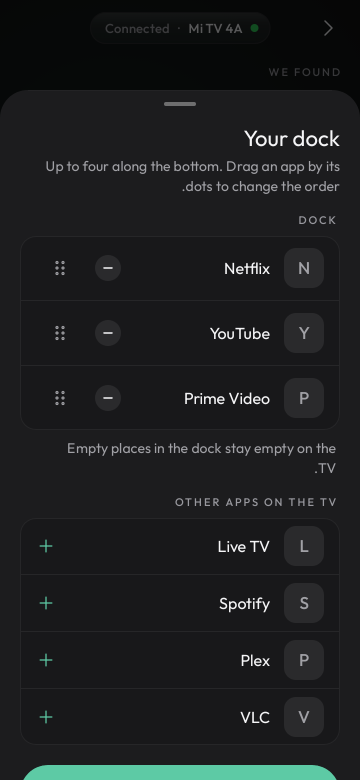 Connected · Mi TV 4A
WE FOUND
Your dock
Up to four along the bottom. Drag an app by its
dots to change the order.
DOCK
Netflix N
YouTube Y
Prime Video P
Empty places in the dock stay empty on the
TV.
OTHER APPS ON THE TV
Live TV L
Spotify S
Plex P
VLC V